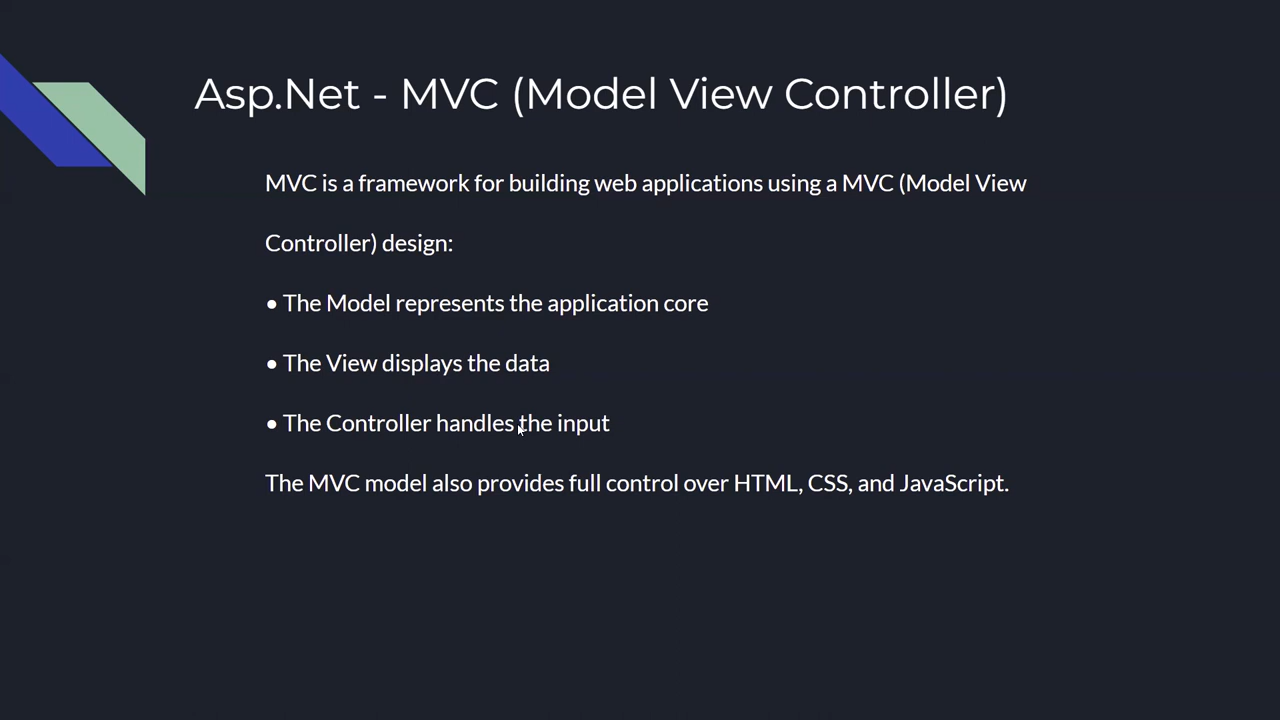 Asp.Net - MVC (Model View Controller)
MVC is a framework for building web applications using a MVC (Model View
Controller) design:
• The Model represents the application core
• The View displays the data
• The Controller handles the input
The MVC model also provides full control over HTML, CSS, and JavaScript.